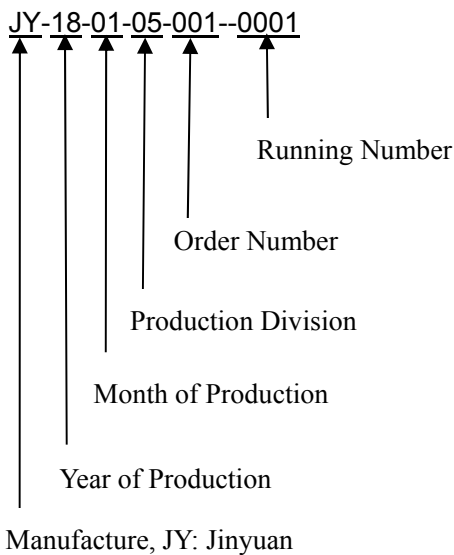 JY-18-01-05-001--0001
Running Number
Order Number
Production Division
Month of Production
Year of Production
Manufacture, JY: Jinyuan